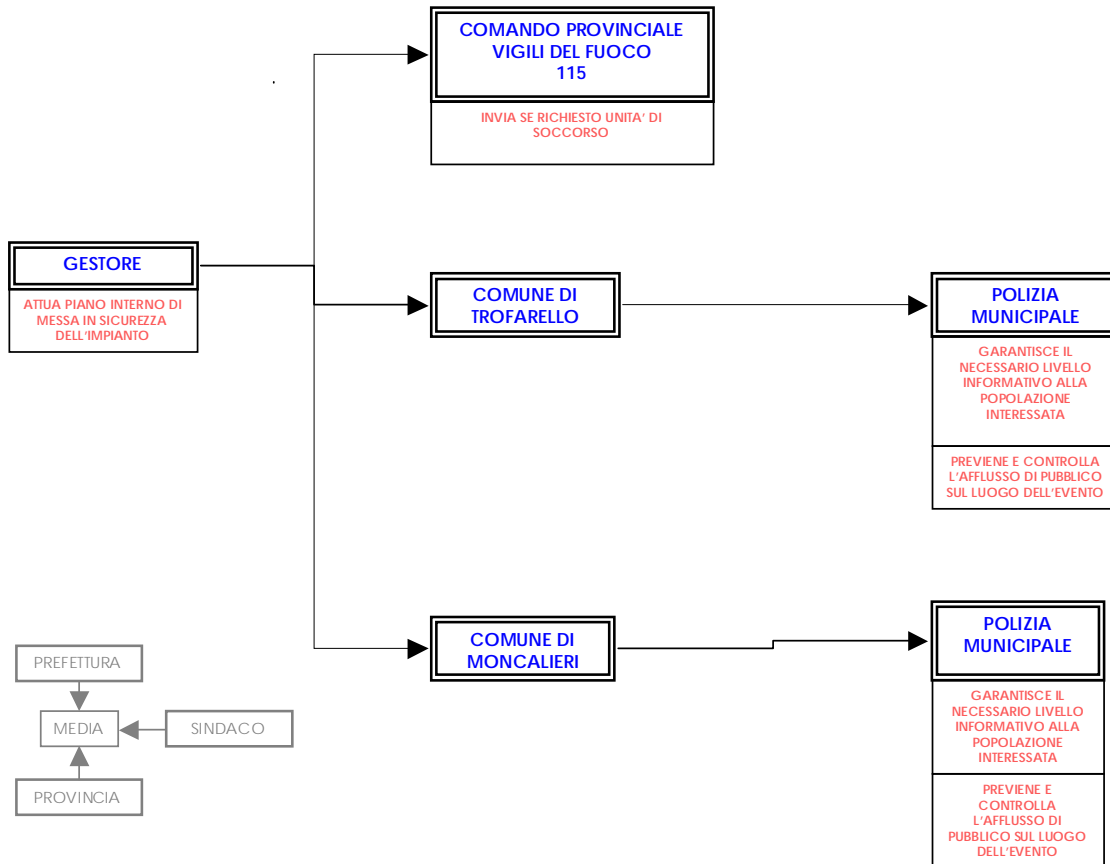 COMANDO PROVINCIALE
VIGILI DEL FUOCO
115
INVIA SE RICHIESTO UNITA' DI
SOCCORSO
GESTORE
ATTUA PIANO INTERNO DI
MESSA IN SICUREZZA
DELL'IMPIANTO
COMUNE DI
TROFARELLO
POLIZIA
MUNICIPALE
GARANTISCE IL
NECESSARIO LIVELLO
INFORMATIVO ALLA
POPOLAZIONE
INTERESSATA
PREVIENE E CONTROLLA
L'AFFLUSSO DI PUBBLICO
SUL LUOGO DELL'EVENTO
COMUNE DI
MONCALIERI
POLIZIA
MUNICIPALE
GARANTISCE IL
NECESSARIO LIVELLO
INFORMATIVO ALLA
POPOLAZIONE
INTERESSATA
PREVIENE E
CONTROLLA
L'AFFLUSSO DI
PUBBLICO SUL LUOGO
DELL'EVENTO
PREFETTURA
MEDIA
SINDACO
PROVINCIA